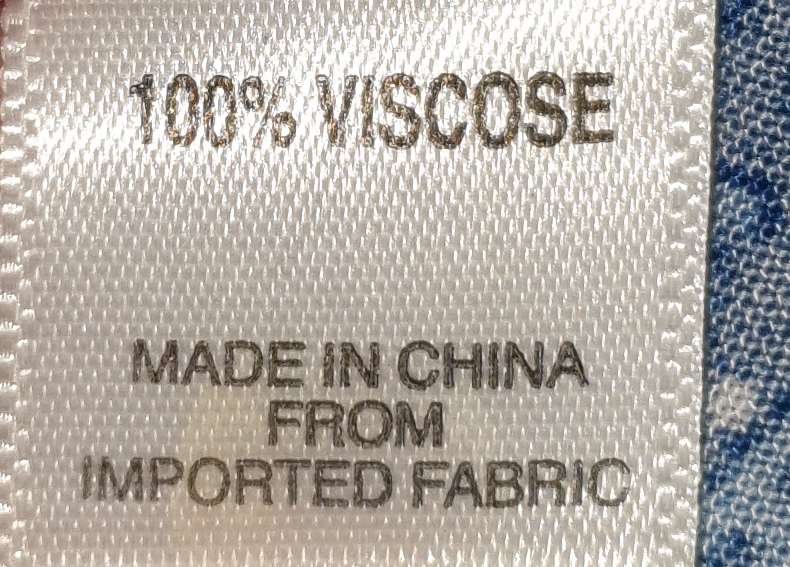 100% VISCOSE
MADE IN CHINA
FROM
IMPORTED FABRIC